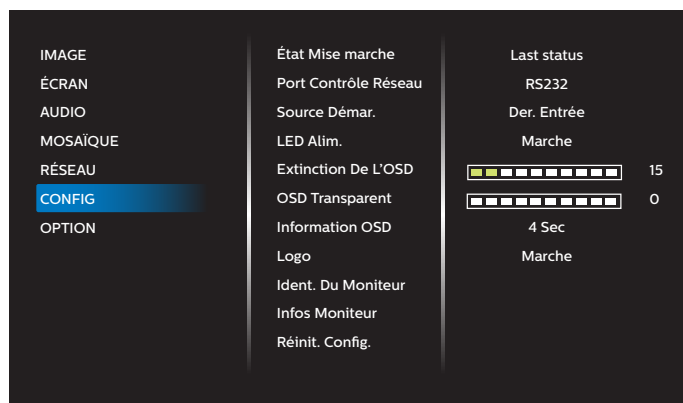 IMAGE État Mise marche Last status
ÉCRAN Port Contrôle Réseau RS232
AUDIO Source Démar. Der. Entrée
MOSAÏQUE LED Alim. Marche
RÉSEAU Extinction De L'OSD 15
CONFIG OSD Transparent 0
OPTION Information OSD 4 Sec
Logo Marche
Ident. Du Moniteur
Infos Moniteur
Réinit. Config.